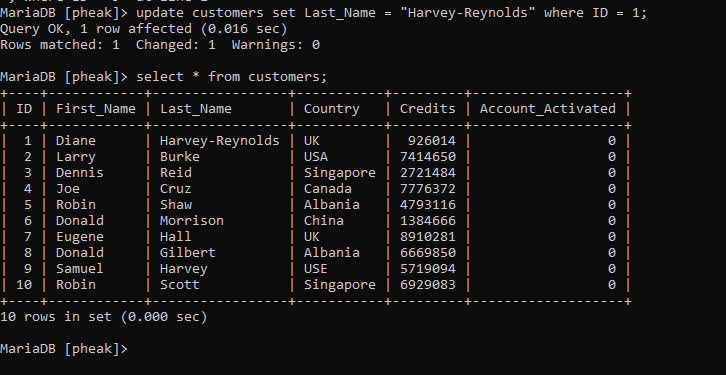 MariaDB [pheak]> update customers set Last_Name = "Harvey-Reynolds" where ID = 1;
Query OK, 1 row affected (0.016 sec)
Rows matched: 1  Changed: 1  Warnings: 0
MariaDB [pheak]> select * from customers;
+----+------------+-----------------+-----------+---------+-------------------+
| ID | First_Name | Last_Name       | Country   | Credits | Account_Activated |
+----+------------+-----------------+-----------+---------+-------------------+
|  1 | Diane      | Harvey-Reynolds | UK        |  926014 |                 0 |
|  2 | Larry      | Burke           | USA       | 7414650 |                 0 |
|  3 | Dennis     | Reid            | Singapore | 2721484 |                 0 |
|  4 | Joe        | Cruz            | Canada    | 7776372 |                 0 |
|  5 | Robin      | Shaw            | Albania   | 4793116 |                 0 |
|  6 | Donald     | Morrison        | China     | 1384666 |                 0 |
|  7 | Eugene     | Hall            | UK        | 8910281 |                 0 |
|  8 | Donald     | Gilbert         | Albania   | 6669850 |                 0 |
|  9 | Samuel     | Harvey          | USE       | 5719094 |                 0 |
| 10 | Robin      | Scott           | Singapore | 6929083 |                 0 |
+----+------------+-----------------+-----------+---------+-------------------+
10 rows in set (0.000 sec)
MariaDB [pheak]>